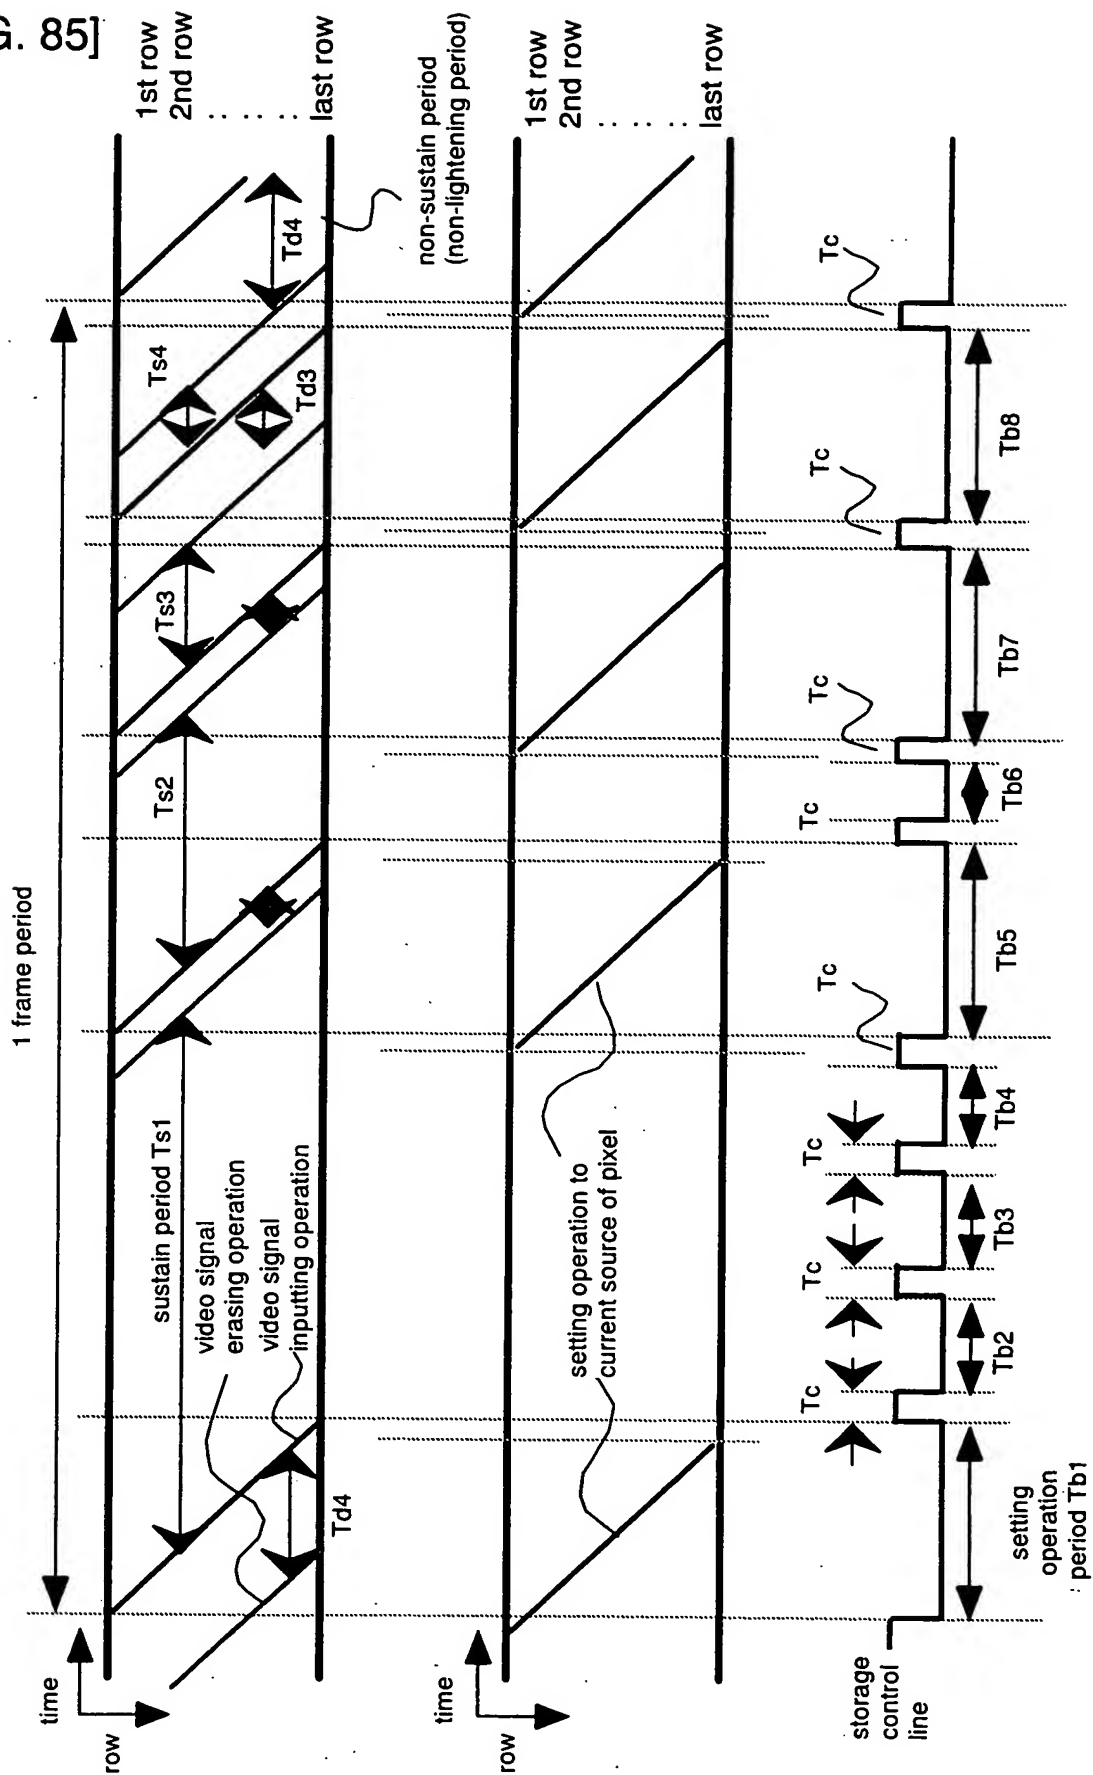 G. 85]
1 frame period
time
row
sustain period Ts1
video signal
erasing operation
video signal
inputting operation
Td4
Ts2
Ts3
Ts4
Td3
Td4
1st row
2nd row
last row
non-sustain period
(non-lightening period)
time
row
setting operation to
current source of pixel
1st row
2nd row
last row
storage
control
line
Tc
Tc
Tc
Tc
Tc
Tc
Tc
Tc
setting
operation
period Tb1
Tb2
Tb3
Tb4
Tb5
Tb6
Tb7
Tb8